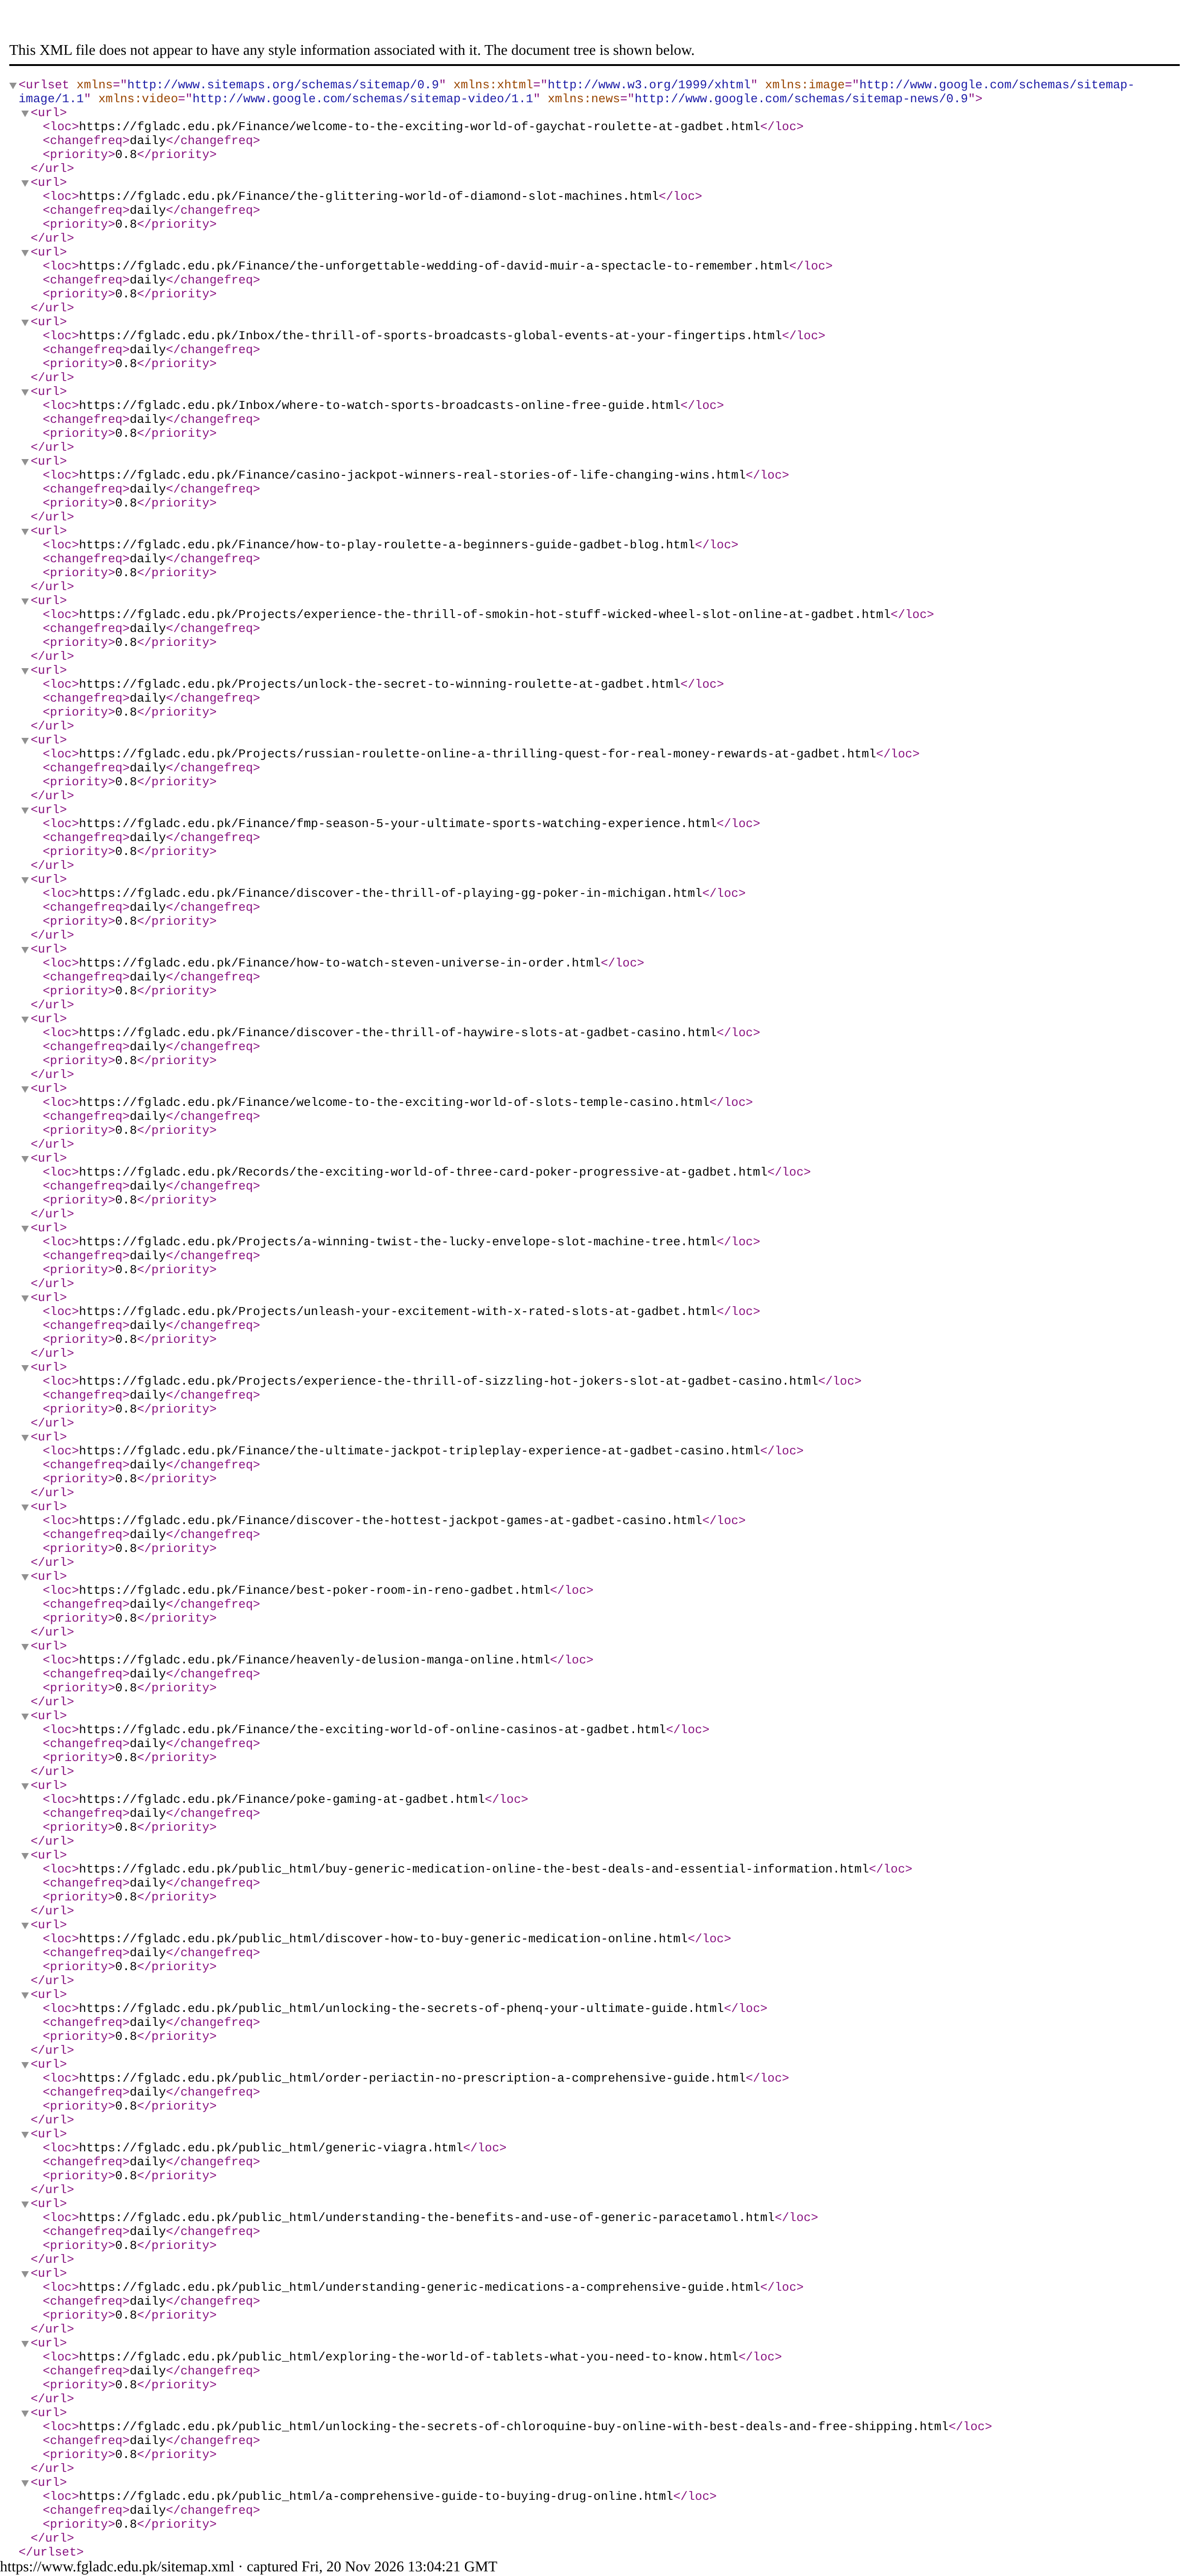 This XML file does not appear to have any style information associated with it. The document tree is shown below.
<urlset xmlns="http://www.sitemaps.org/schemas/sitemap/0.9" xmlns:xhtml="http://www.w3.org/1999/xhtml" xmlns:image="http://www.google.com/schemas/sitemap-
image/1.1" xmlns:video="http://www.google.com/schemas/sitemap-video/1.1" xmlns:news="http://www.google.com/schemas/sitemap-news/0.9">
<url>
<loc>https://fgladc.edu.pk/Finance/welcome-to-the-exciting-world-of-gaychat-roulette-at-gadbet.html</loc>
<changefreq>daily</changefreq>
<priority>0.8</priority>
</url>
<url>
<loc>https://fgladc.edu.pk/Finance/the-glittering-world-of-diamond-slot-machines.html</loc>
<changefreq>daily</changefreq>
<priority>0.8</priority>
</url>
<url>
<loc>https://fgladc.edu.pk/Finance/the-unforgettable-wedding-of-david-muir-a-spectacle-to-remember.html</loc>
<changefreq>daily</changefreq>
<priority>0.8</priority>
</url>
<url>
<loc>https://fgladc.edu.pk/Inbox/the-thrill-of-sports-broadcasts-global-events-at-your-fingertips.html</loc>
<changefreq>daily</changefreq>
<priority>0.8</priority>
</url>
<url>
<loc>https://fgladc.edu.pk/Inbox/where-to-watch-sports-broadcasts-online-free-guide.html</loc>
<changefreq>daily</changefreq>
<priority>0.8</priority>
</url>
<url>
<loc>https://fgladc.edu.pk/Finance/casino-jackpot-winners-real-stories-of-life-changing-wins.html</loc>
<changefreq>daily</changefreq>
<priority>0.8</priority>
</url>
<url>
<loc>https://fgladc.edu.pk/Finance/how-to-play-roulette-a-beginners-guide-gadbet-blog.html</loc>
<changefreq>daily</changefreq>
<priority>0.8</priority>
</url>
<url>
<loc>https://fgladc.edu.pk/Projects/experience-the-thrill-of-smokin-hot-stuff-wicked-wheel-slot-online-at-gadbet.html</loc>
<changefreq>daily</changefreq>
<priority>0.8</priority>
</url>
<url>
<loc>https://fgladc.edu.pk/Projects/unlock-the-secret-to-winning-roulette-at-gadbet.html</loc>
<changefreq>daily</changefreq>
<priority>0.8</priority>
</url>
<url>
<loc>https://fgladc.edu.pk/Projects/russian-roulette-online-a-thrilling-quest-for-real-money-rewards-at-gadbet.html</loc>
<changefreq>daily</changefreq>
<priority>0.8</priority>
</url>
<url>
<loc>https://fgladc.edu.pk/Finance/fmp-season-5-your-ultimate-sports-watching-experience.html</loc>
<changefreq>daily</changefreq>
<priority>0.8</priority>
</url>
<url>
<loc>https://fgladc.edu.pk/Finance/discover-the-thrill-of-playing-gg-poker-in-michigan.html</loc>
<changefreq>daily</changefreq>
<priority>0.8</priority>
</url>
<url>
<loc>https://fgladc.edu.pk/Finance/how-to-watch-steven-universe-in-order.html</loc>
<changefreq>daily</changefreq>
<priority>0.8</priority>
</url>
<url>
<loc>https://fgladc.edu.pk/Finance/discover-the-thrill-of-haywire-slots-at-gadbet-casino.html</loc>
<changefreq>daily</changefreq>
<priority>0.8</priority>
</url>
<url>
<loc>https://fgladc.edu.pk/Finance/welcome-to-the-exciting-world-of-slots-temple-casino.html</loc>
<changefreq>daily</changefreq>
<priority>0.8</priority>
</url>
<url>
<loc>https://fgladc.edu.pk/Records/the-exciting-world-of-three-card-poker-progressive-at-gadbet.html</loc>
<changefreq>daily</changefreq>
<priority>0.8</priority>
</url>
<url>
<loc>https://fgladc.edu.pk/Projects/a-winning-twist-the-lucky-envelope-slot-machine-tree.html</loc>
<changefreq>daily</changefreq>
<priority>0.8</priority>
</url>
<url>
<loc>https://fgladc.edu.pk/Projects/unleash-your-excitement-with-x-rated-slots-at-gadbet.html</loc>
<changefreq>daily</changefreq>
<priority>0.8</priority>
</url>
<url>
<loc>https://fgladc.edu.pk/Projects/experience-the-thrill-of-sizzling-hot-jokers-slot-at-gadbet-casino.html</loc>
<changefreq>daily</changefreq>
<priority>0.8</priority>
</url>
<url>
<loc>https://fgladc.edu.pk/Finance/the-ultimate-jackpot-tripleplay-experience-at-gadbet-casino.html</loc>
<changefreq>daily</changefreq>
<priority>0.8</priority>
</url>
<url>
<loc>https://fgladc.edu.pk/Finance/discover-the-hottest-jackpot-games-at-gadbet-casino.html</loc>
<changefreq>daily</changefreq>
<priority>0.8</priority>
</url>
<url>
<loc>https://fgladc.edu.pk/Finance/best-poker-room-in-reno-gadbet.html</loc>
<changefreq>daily</changefreq>
<priority>0.8</priority>
</url>
<url>
<loc>https://fgladc.edu.pk/Finance/heavenly-delusion-manga-online.html</loc>
<changefreq>daily</changefreq>
<priority>0.8</priority>
</url>
<url>
<loc>https://fgladc.edu.pk/Finance/the-exciting-world-of-online-casinos-at-gadbet.html</loc>
<changefreq>daily</changefreq>
<priority>0.8</priority>
</url>
<url>
<loc>https://fgladc.edu.pk/Finance/poke-gaming-at-gadbet.html</loc>
<changefreq>daily</changefreq>
<priority>0.8</priority>
</url>
<url>
<loc>https://fgladc.edu.pk/public_html/buy-generic-medication-online-the-best-deals-and-essential-information.html</loc>
<changefreq>daily</changefreq>
<priority>0.8</priority>
</url>
<url>
<loc>https://fgladc.edu.pk/public_html/discover-how-to-buy-generic-medication-online.html</loc>
<changefreq>daily</changefreq>
<priority>0.8</priority>
</url>
<url>
<loc>https://fgladc.edu.pk/public_html/unlocking-the-secrets-of-phenq-your-ultimate-guide.html</loc>
<changefreq>daily</changefreq>
<priority>0.8</priority>
</url>
<url>
<loc>https://fgladc.edu.pk/public_html/order-periactin-no-prescription-a-comprehensive-guide.html</loc>
<changefreq>daily</changefreq>
<priority>0.8</priority>
</url>
<url>
<loc>https://fgladc.edu.pk/public_html/generic-viagra.html</loc>
<changefreq>daily</changefreq>
<priority>0.8</priority>
</url>
<url>
<loc>https://fgladc.edu.pk/public_html/understanding-the-benefits-and-use-of-generic-paracetamol.html</loc>
<changefreq>daily</changefreq>
<priority>0.8</priority>
</url>
<url>
<loc>https://fgladc.edu.pk/public_html/understanding-generic-medications-a-comprehensive-guide.html</loc>
<changefreq>daily</changefreq>
<priority>0.8</priority>
</url>
<url>
<loc>https://fgladc.edu.pk/public_html/exploring-the-world-of-tablets-what-you-need-to-know.html</loc>
<changefreq>daily</changefreq>
<priority>0.8</priority>
</url>
<url>
<loc>https://fgladc.edu.pk/public_html/unlocking-the-secrets-of-chloroquine-buy-online-with-best-deals-and-free-shipping.html</loc>
<changefreq>daily</changefreq>
<priority>0.8</priority>
</url>
<url>
<loc>https://fgladc.edu.pk/public_html/a-comprehensive-guide-to-buying-drug-online.html</loc>
<changefreq>daily</changefreq>
<priority>0.8</priority>
</url>
</urlset>
https://www.fgladc.edu.pk/sitemap.xml · captured Fri, 20 Nov 2026 13:04:21 GMT